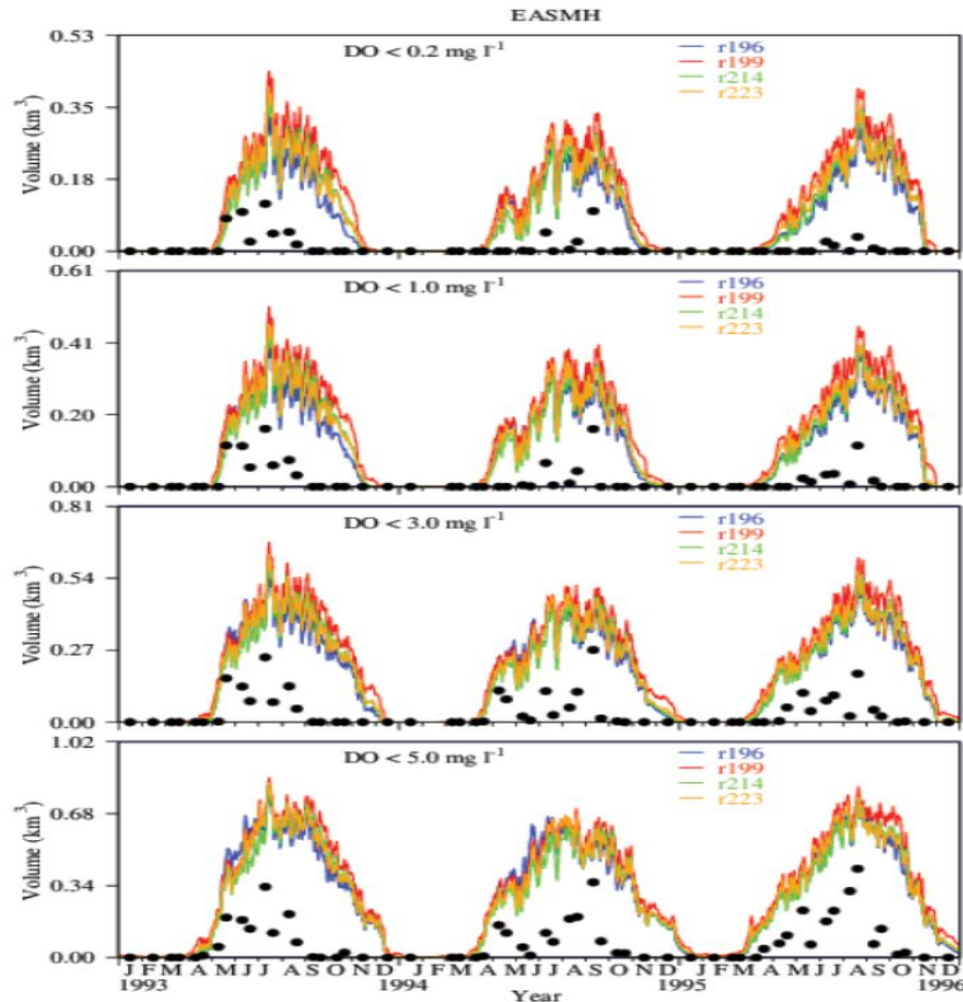 EASMH
DO < 0.2 mg l⁻¹
r196
r199
r214
r223
Volume (km³)
0.53
0.35
0.18
0.00
DO < 1.0 mg l⁻¹
r196
r199
r214
r223
Volume (km³)
0.61
0.41
0.20
0.00
DO < 3.0 mg l⁻¹
r196
r199
r214
r223
Volume (km³)
0.81
0.54
0.27
0.00
DO < 5.0 mg l⁻¹
r196
r199
r214
r223
Volume (km³)
1.02
0.68
0.34
0.00
J F M A M J J A S O N D J F M A M J J A S O N D J F M A M J J A S O N D
1993 1994 1995 1996
Year